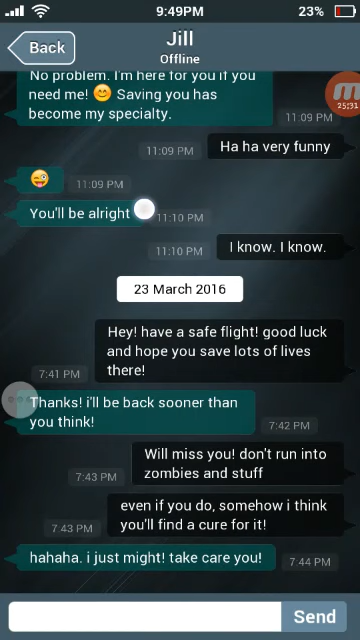 9:49PM
23%
Back
Jill
Offline
No problem. I'm here for you if you
need me! 😊 Saving you has
become my specialty.
11:09 PM
25:31
11:09 PM
Ha ha very funny
😜
11:09 PM
You'll be alright
11:10 PM
11:10 PM
I know. I know.
23 March 2016
Hey! have a safe flight! good luck
and hope you save lots of lives
there!
7:41 PM
Thanks! i'll be back sooner than
you think!
7:42 PM
Will miss you! don't run into
zombies and stuff
7:43 PM
even if you do, somehow i think
you'll find a cure for it!
7 43 PM
hahaha. i just might! take care you!
7.44 PM
Send